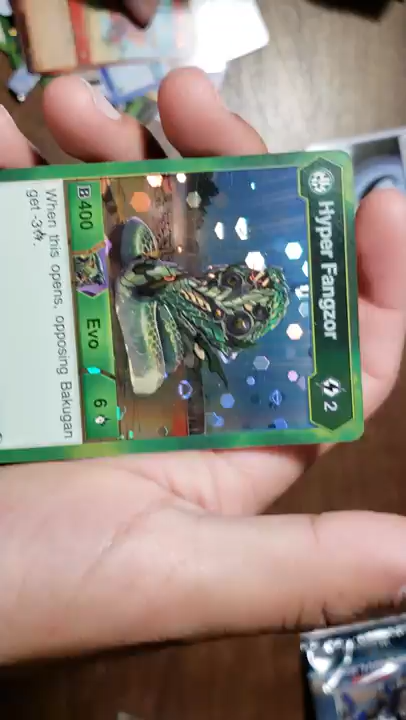 Hyper Fangzor
2
B400
Evo
6
When this opens, opposing Bakugan
get -3.